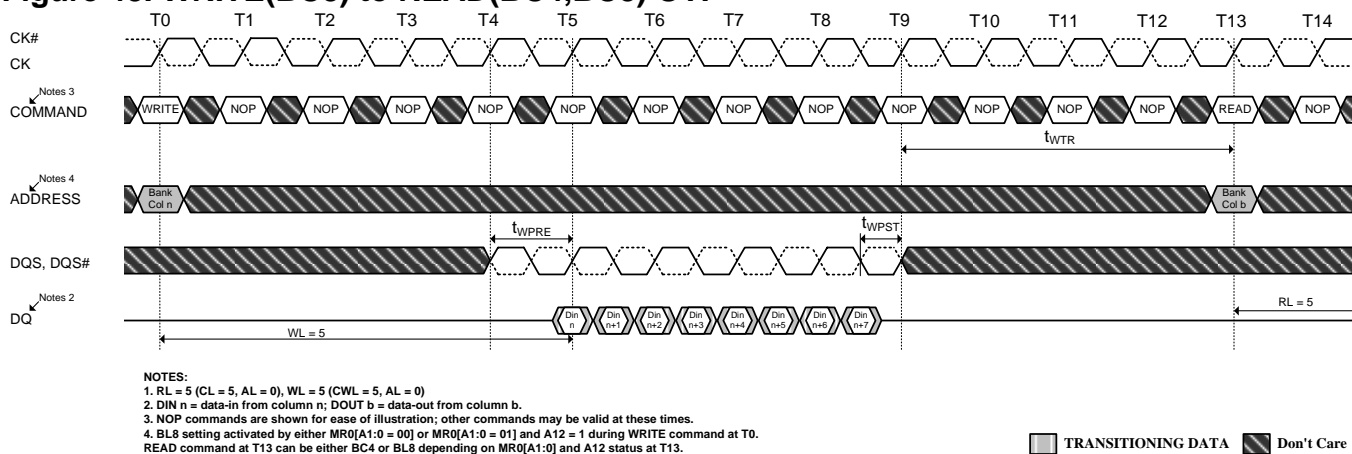 T0 T1 T2 T3 T4 T5 T6 T7 T8 T9 T10 T11 T12 T13 T14
CK#
CK
Notes 3
COMMAND
WRITE NOP NOP NOP NOP NOP NOP NOP NOP NOP NOP NOP NOP READ NOP
tWTR
Notes 4
ADDRESS
Bank Bank
Col n Col b
tWPRE tWPST
DQS, DQS#
Notes 2
DQ
Din Din Din Din Din Din Din Din
n n+1 n+2 n+3 n+4 n+5 n+6 n+7
RL = 5
WL = 5
NOTES:
1. RL = 5 (CL = 5, AL = 0), WL = 5 (CWL = 5, AL = 0)
2. DIN n = data-in from column n; DOUT b = data-out from column b.
3. NOP commands are shown for ease of illustration; other commands may be valid at these times.
4. BL8 setting activated by either MR0[A1:0 = 00] or MR0[A1:0 = 01] and A12 = 1 during WRITE command at T0.
READ command at T13 can be either BC4 or BL8 depending on MR0[A1:0] and A12 status at T13.
TRANSITIONING DATA Don't Care